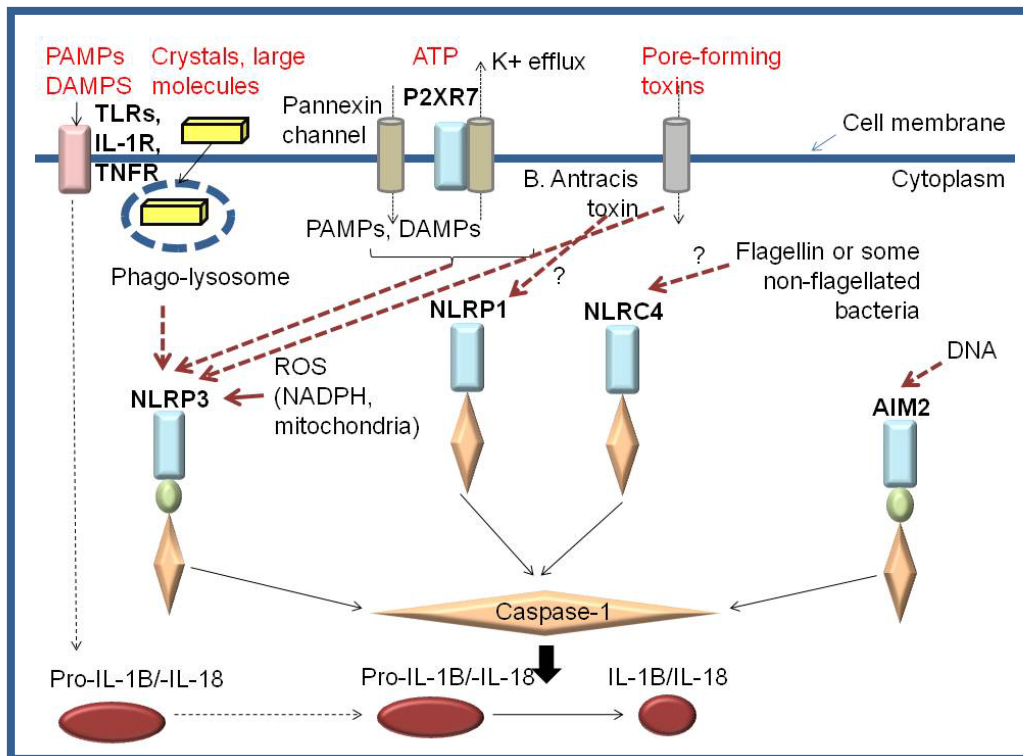 PAMPs
DAMPS
Crystals, large
molecules
ATP
K+ efflux
Pore-forming
toxins
TLRs,
IL-1R,
TNFR
Pannexin
channel
P2XR7
Cell membrane
Cytoplasm
B. Antracis
toxin
PAMPs, DAMPs
Phago-lysosome
?
?
Flagellin or some
non-flagellated
bacteria
NLRP1
NLRC4
DNA
ROS
(NADPH,
mitochondria)
NLRP3
AIM2
Caspase-1
Pro-IL-1B/-IL-18
Pro-IL-1B/-IL-18
IL-1B/IL-18